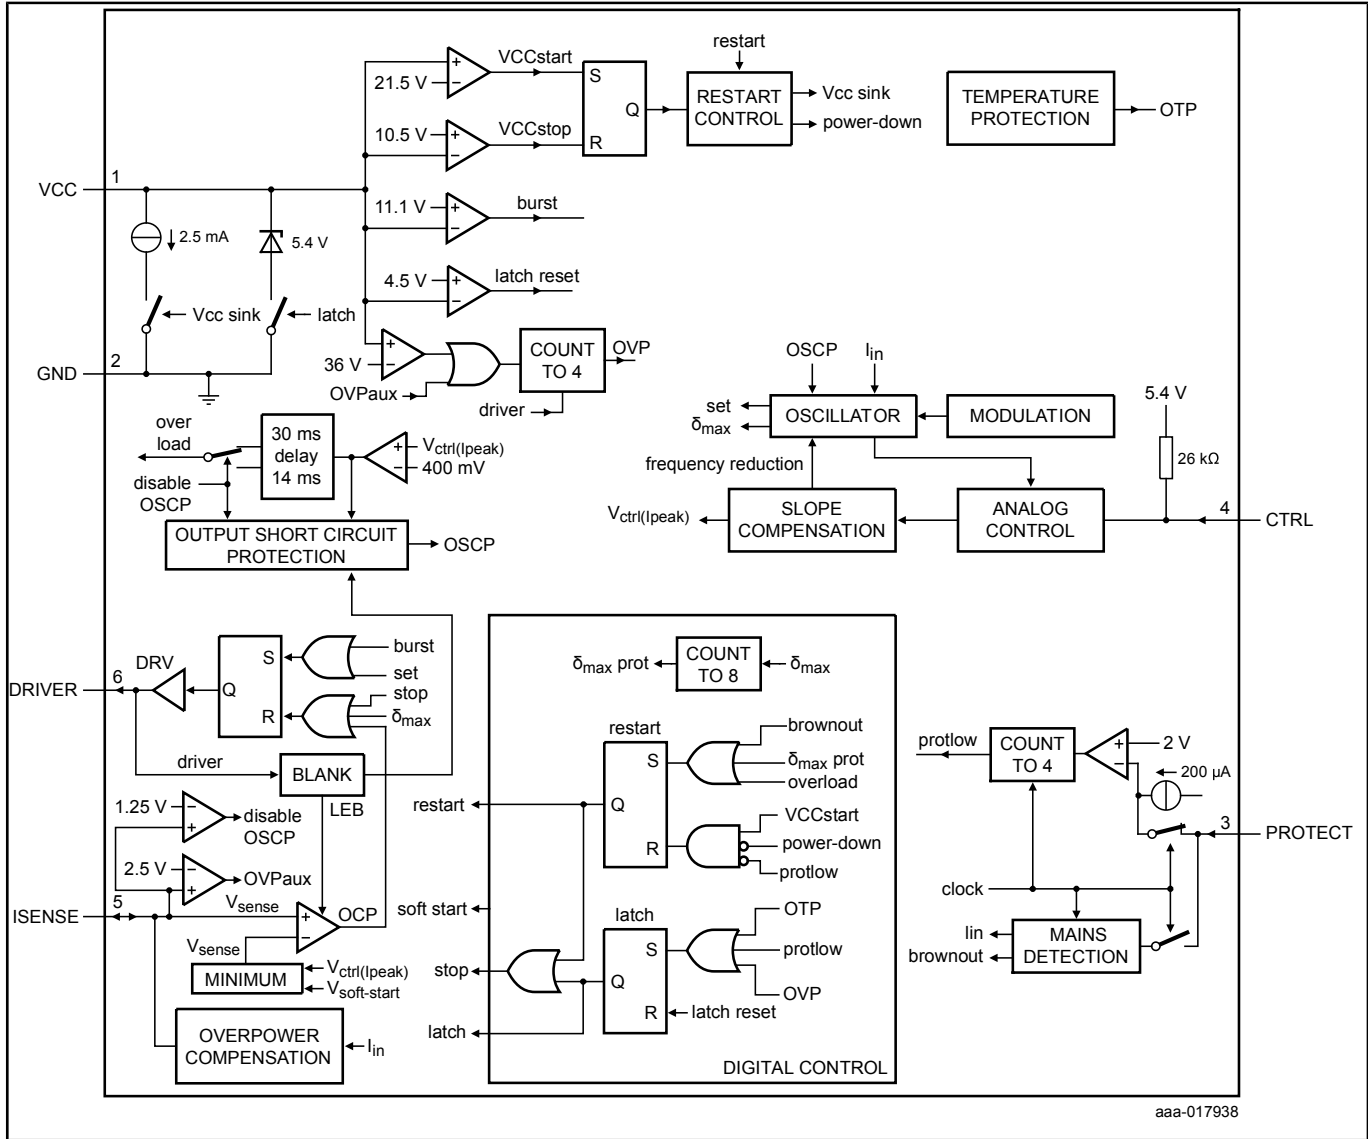 restart
VCCstart
21.5 V
S
Q
R
RESTART
CONTROL
Vcc sink
power-down
TEMPERATURE
PROTECTION
OTP
10.5 V
VCCstop
VCC
1
11.1 V
burst
2.5 mA
5.4 V
4.5 V
latch reset
Vcc sink
latch
GND
2
36 V
OVPaux
COUNT
TO 4
OVP
driver
OSCP
Iin
set
δmax
OSCILLATOR
MODULATION
5.4 V
26 kΩ
frequency reduction
Vctrl(Ipeak)
SLOPE
COMPENSATION
ANALOG
CONTROL
4
CTRL
over
load
30 ms
delay
14 ms
Vctrl(Ipeak)
400 mV
disable
OSCP
OUTPUT SHORT CIRCUIT
PROTECTION
OSCP
DRIVER
6
DRV
S
Q
R
burst
set
stop
δmax
driver
BLANK
LEB
1.25 V
disable
OSCP
2.5 V
OVPaux
ISENSE
5
Vsense
OCP
Vsense
MINIMUM
Vctrl(Ipeak)
Vsoft-start
OVERPOWER
COMPENSATION
Iin
δmax prot
COUNT
TO 8
δmax
restart
S
Q
R
brownout
δmax prot
overload
restart
VCCstart
power-down
protlow
soft start
latch
S
Q
R
OTP
protlow
OVP
latch reset
stop
latch
DIGITAL CONTROL
protlow
COUNT
TO 4
2 V
200 µA
3
PROTECT
clock
Iin
brownout
MAINS
DETECTION
aaa-017938